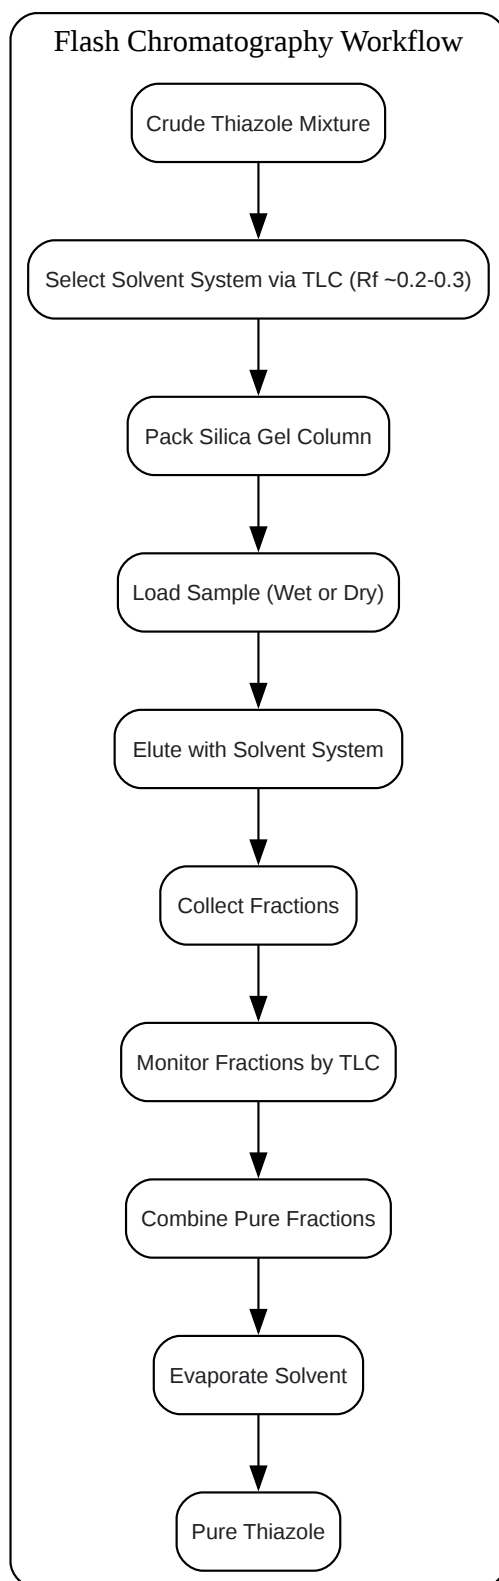 Flash Chromatography Workflow
Crude Thiazole Mixture
Select Solvent System via TLC (Rf ~0.2-0.3)
Pack Silica Gel Column
Load Sample (Wet or Dry)
Elute with Solvent System
Collect Fractions
Monitor Fractions by TLC
Combine Pure Fractions
Evaporate Solvent
Pure Thiazole